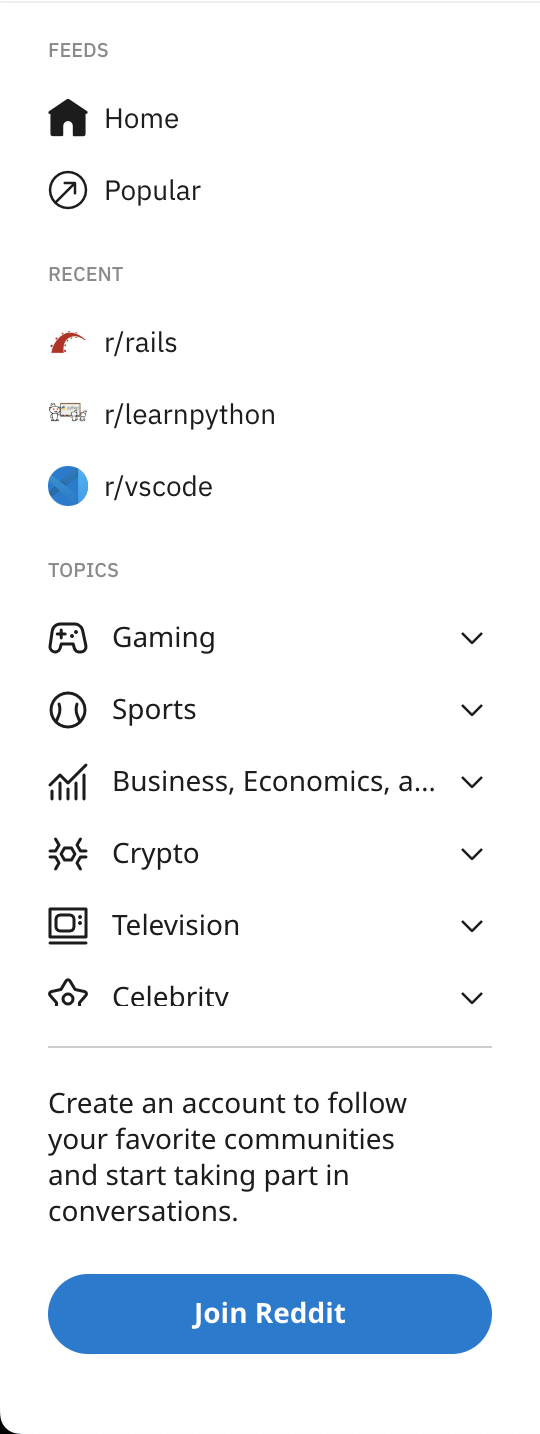 FEEDS
Home
Popular
RECENT
r/rails
r/learnpython
r/vscode
TOPICS
Gaming
Sports
Business, Economics, a...
Crypto
Television
Celebrity
Create an account to follow
your favorite communities
and start taking part in
conversations.
Join Reddit